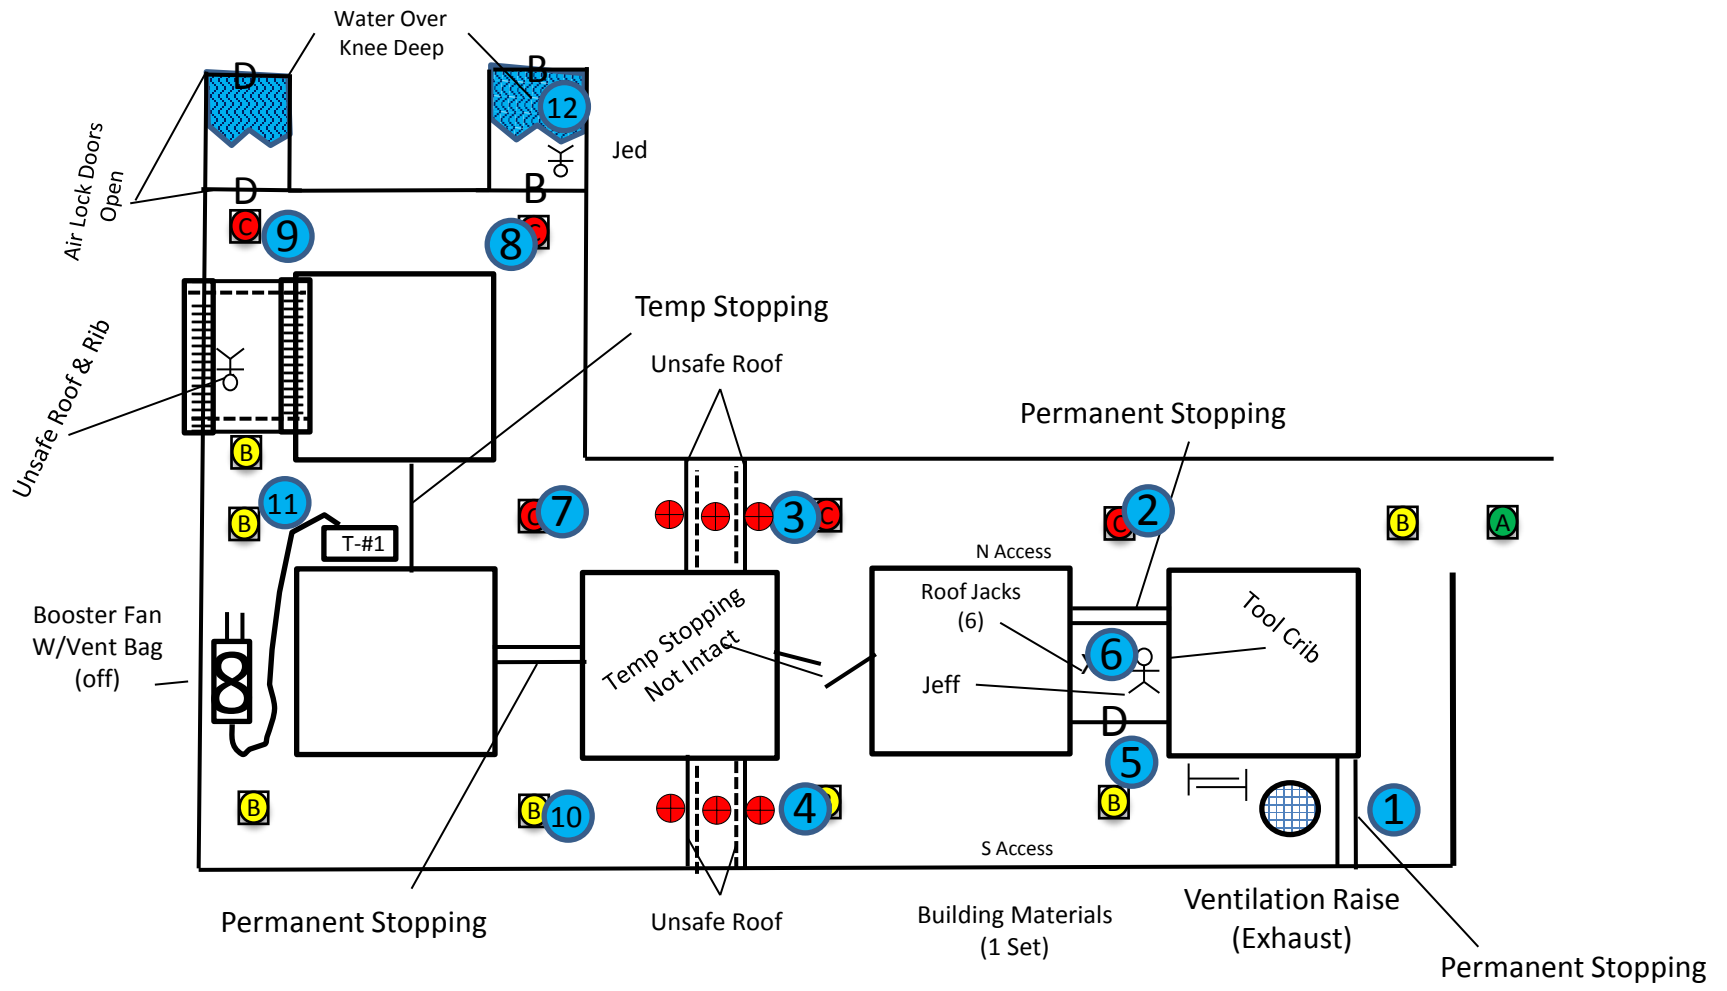 Water Over
Knee Deep
D
B
12
Jed
Air Lock Doors
Open
D
B
C
9
8
C
Temp Stopping
Unsafe Roof
Unsafe Roof & Rib
Permanent Stopping
B
B
11
C
7
3
C
C
2
B
A
T-#1
N Access
Roof Jacks
(6)
Tool Crib
Temp Stopping
Not Intact
Booster Fan
W/Vent Bag
(off)
6
Jeff
D
5
B
B
10
4
B
1
S Access
Permanent Stopping
Unsafe Roof
Building Materials
(1 Set)
Ventilation Raise
(Exhaust)
Permanent Stopping